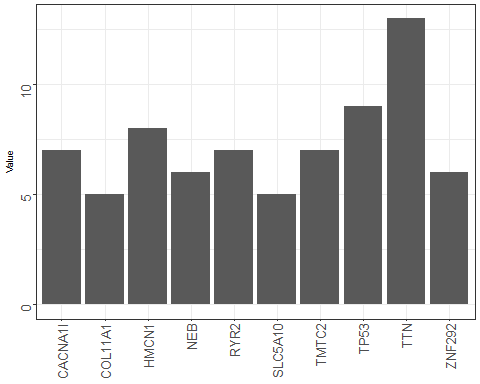 Value
10
5
0
CACNA1I
COL11A1
HMCN1
NEB
RYR2
SLC5A10
TMTC2
TP53
TTN
ZNF292